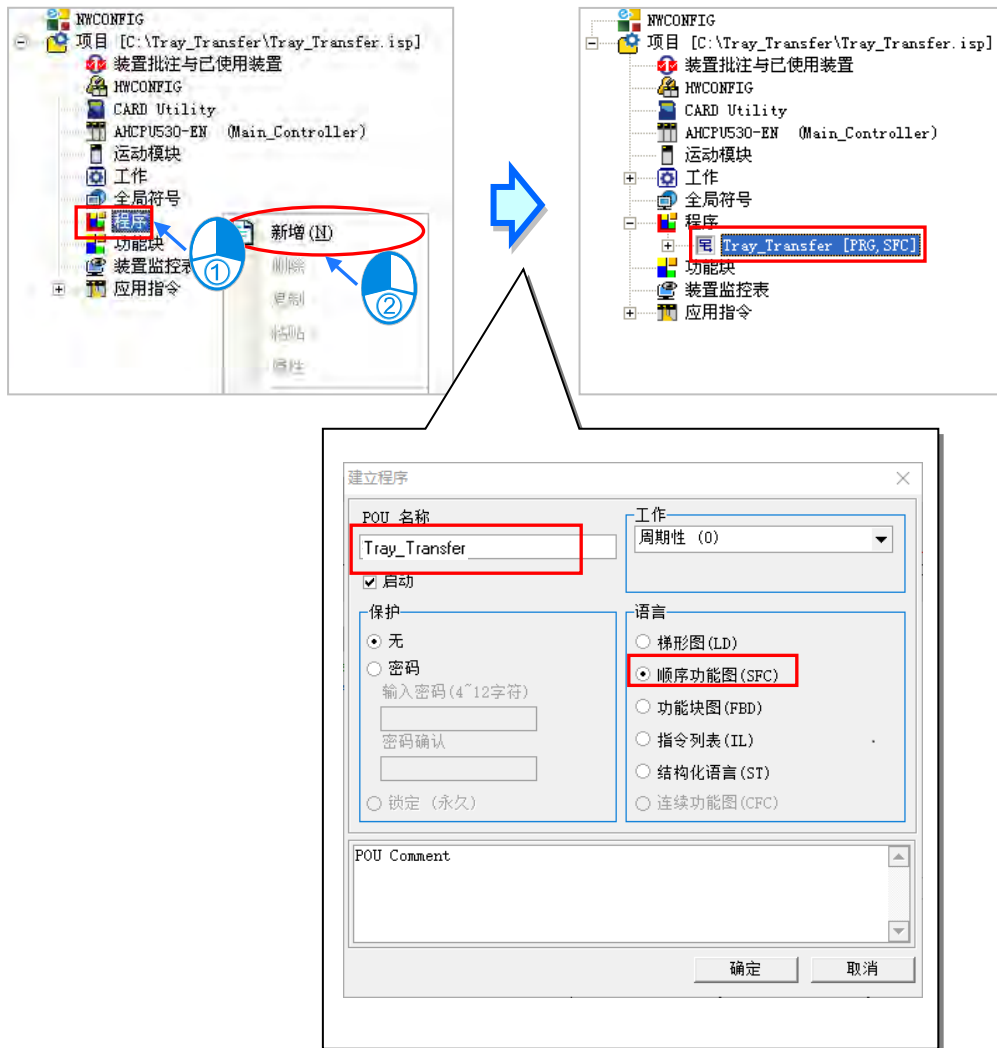 NWCONFIG
项目 [C:\Tray_Transfer\Tray_Transfer.isp]
装置批注与已使用装置
HWCONFIG
CARD Utility
AHCPU530-EN (Main_Controller)
运动模块
工作
全局符号
程序
功能块
装置监控表
应用指令
新增(N)
删除
复制
粘贴
属性
①
②
NWCONFIG
项目 [C:\Tray_Transfer\Tray_Transfer.isp]
装置批注与已使用装置
HWCONFIG
CARD Utility
AHCPU530-EN (Main_Controller)
运动模块
工作
全局符号
程序
Tray_Transfer [PRG,SFC]
功能块
装置监控表
应用指令
建立程序
POU 名称
Tray_Transfer
启动
工作
周期性 (0)
保护
无
密码
输入密码(4~12字符)
密码确认
锁定 (永久)
语言
梯形图(LD)
顺序功能图(SFC)
功能块图(FBD)
指令列表(IL)
结构化语言(ST)
连续功能图(CFC)
POU Comment
确定
取消